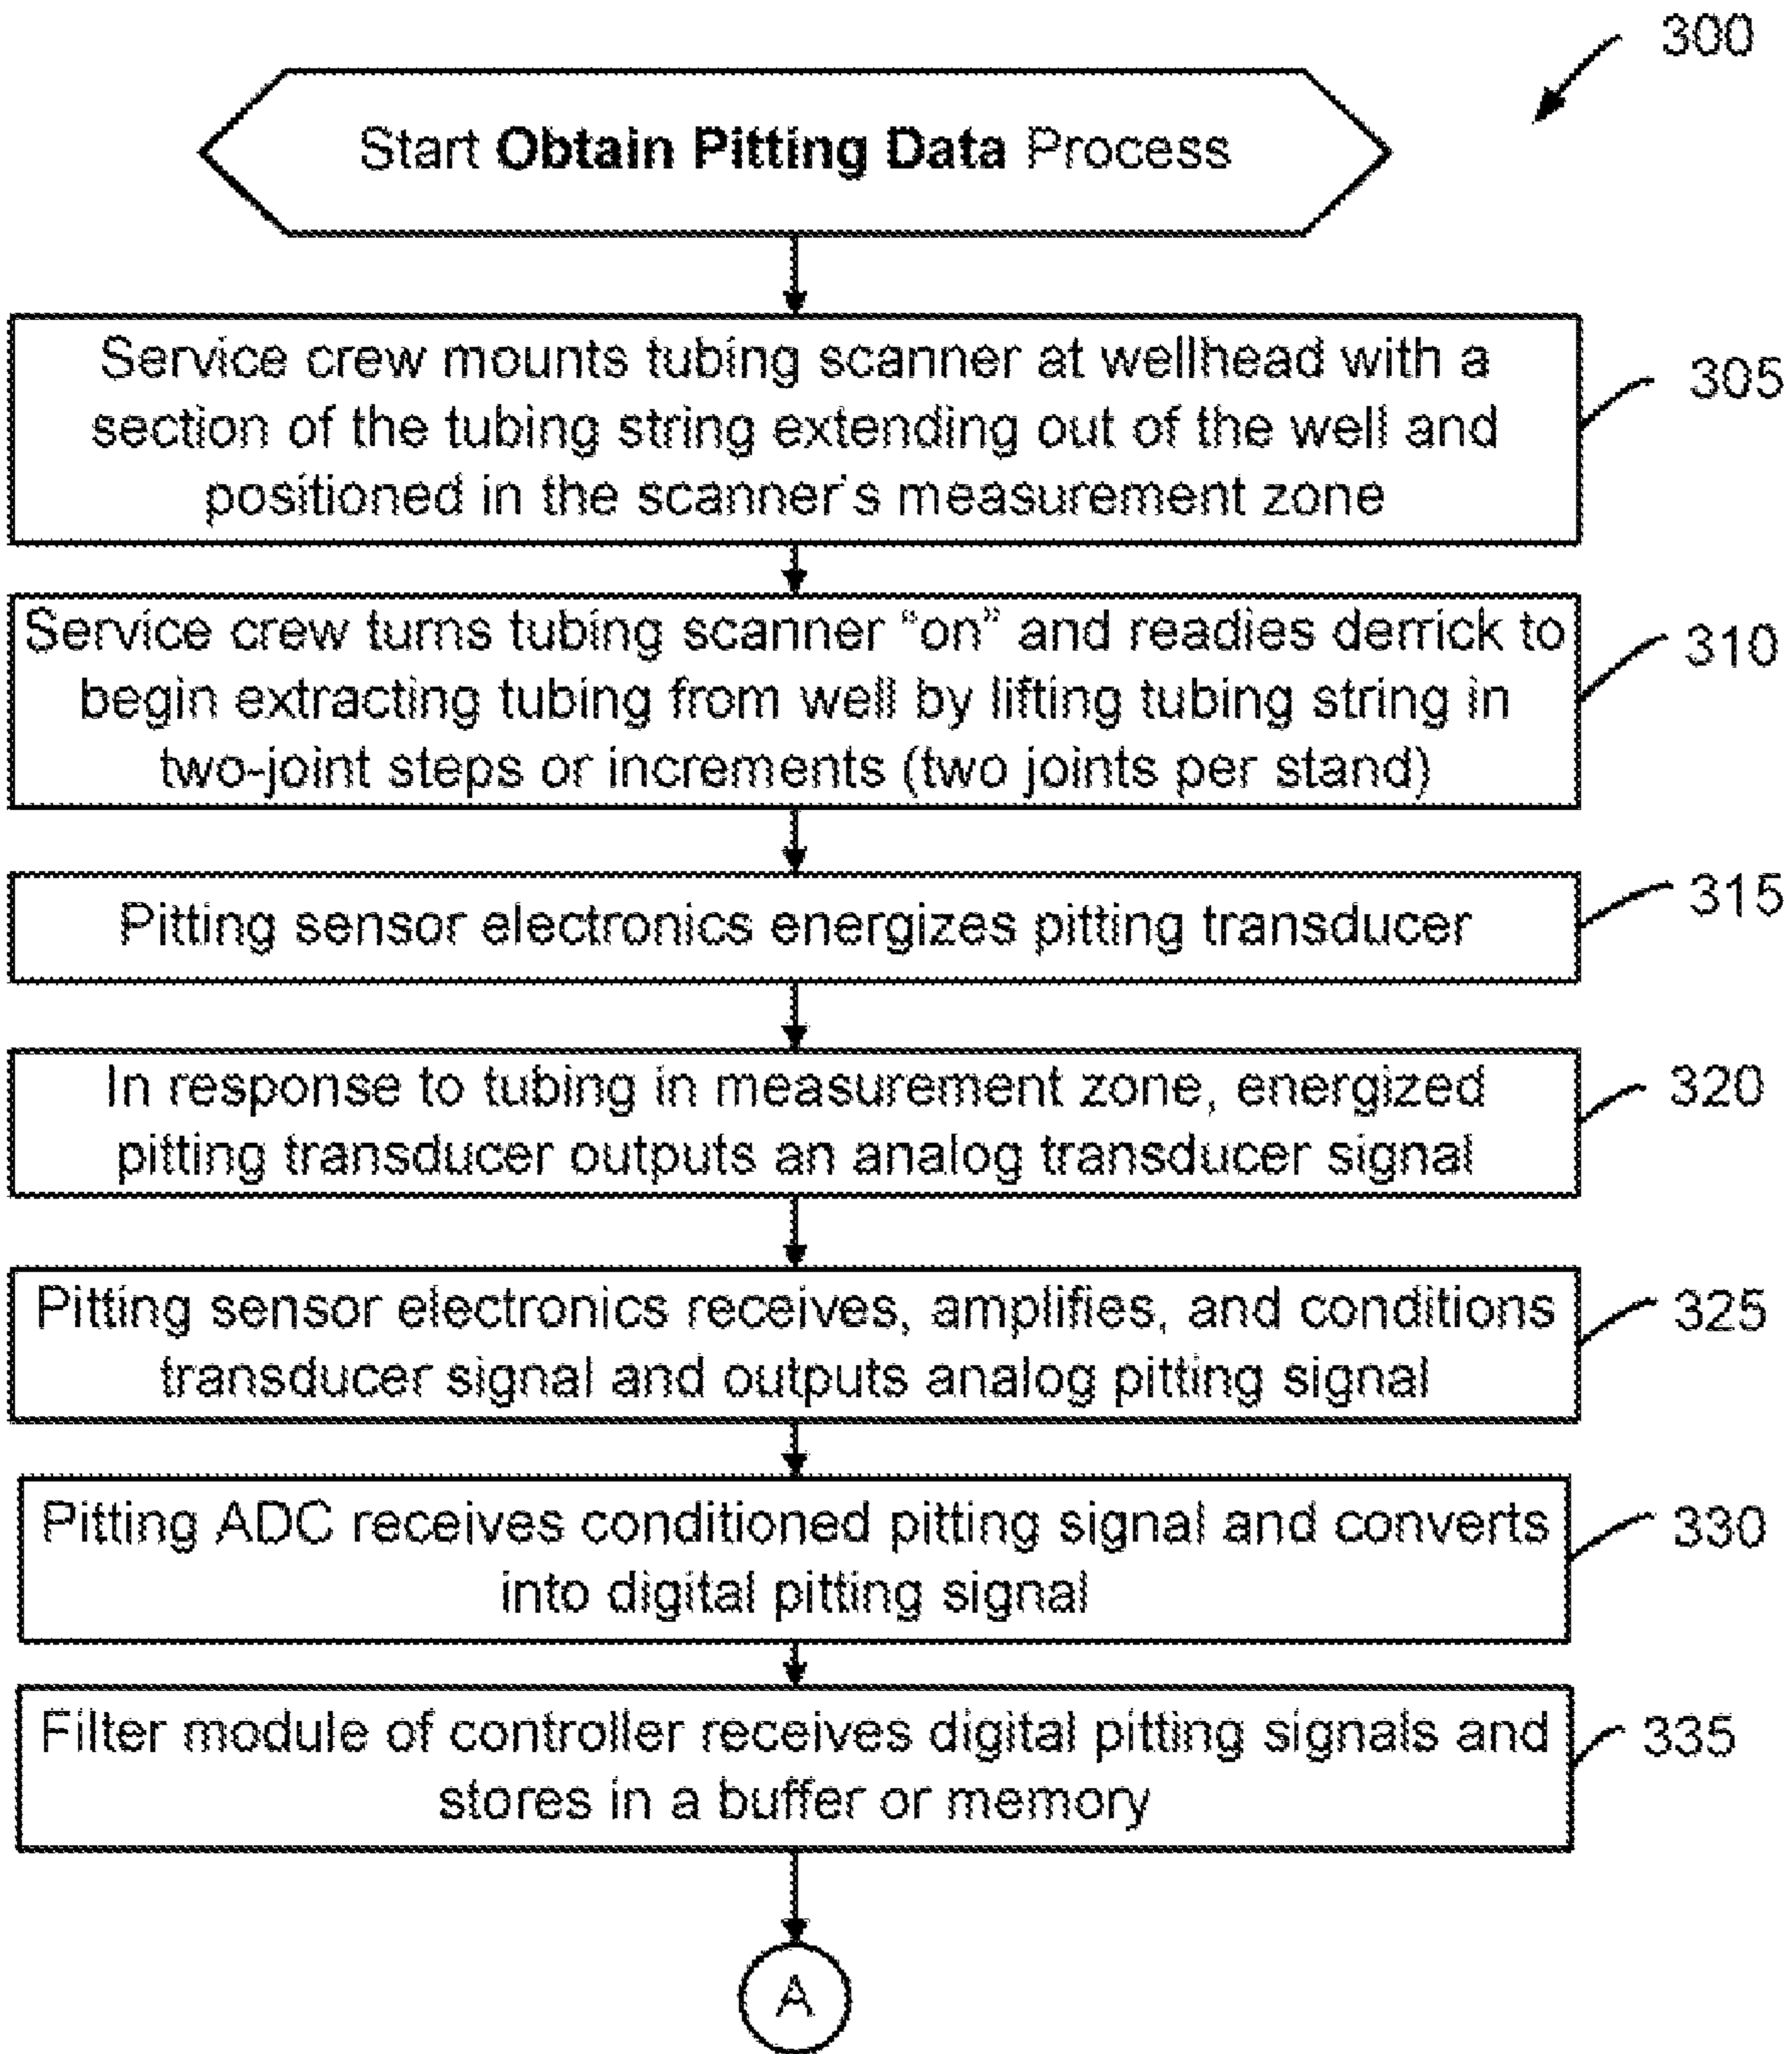 300
Start Obtain Pitting Data Process
Service crew mounts tubing scanner at wellhead with a
section of the tubing string extending out of the well and
positioned in the scanner's measurement zone
305
Service crew turns tubing scanner “on” and readies derrick to
begin extracting tubing from well by lifting tubing string in
two-joint steps or increments (two joints per stand)
310
Pitting sensor electronics energizes pitting transducer
315
In response to tubing in measurement zone, energized
pitting transducer outputs an analog transducer signal
320
Pitting sensor electronics receives, amplifies, and conditions
transducer signal and outputs analog pitting signal
325
Pitting ADC receives conditioned pitting signal and converts
into digital pitting signal
330
Filter module of controller receives digital pitting signals and
stores in a buffer or memory
335
A